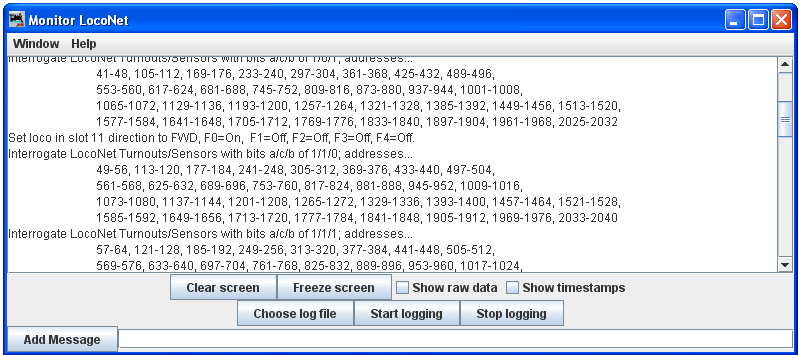 Monitor LocoNet
Window Help
Interrogate LocoNet Turnouts/Sensors with bits a/c/b of 1/0/1; addresses...
41-48, 105-112, 169-176, 233-240, 297-304, 361-368, 425-432, 489-496,
553-560, 617-624, 681-688, 745-752, 809-816, 873-880, 937-944, 1001-1008,
1065-1072, 1129-1136, 1193-1200, 1257-1264, 1321-1328, 1385-1392, 1449-1456, 1513-1520,
1577-1584, 1641-1648, 1705-1712, 1769-1776, 1833-1840, 1897-1904, 1961-1968, 2025-2032
Set loco in slot 11 direction to FWD, F0=On, F1=Off, F2=Off, F3=Off, F4=Off.
Interrogate LocoNet Turnouts/Sensors with bits a/c/b of 1/1/0; addresses...
49-56, 113-120, 177-184, 241-248, 305-312, 369-376, 433-440, 497-504,
561-568, 625-632, 689-696, 753-760, 817-824, 881-888, 945-952, 1009-1016,
1073-1080, 1137-1144, 1201-1208, 1265-1272, 1329-1336, 1393-1400, 1457-1464, 1521-1528,
1585-1592, 1649-1656, 1713-1720, 1777-1784, 1841-1848, 1905-1912, 1969-1976, 2033-2040
Interrogate LocoNet Turnouts/Sensors with bits a/c/b of 1/1/1; addresses...
57-64, 121-128, 185-192, 249-256, 313-320, 377-384, 441-448, 505-512,
569-576, 633-640, 697-704, 761-768, 825-832, 889-896, 953-960, 1017-1024,
Clear screen Freeze screen Show raw data Show timestamps
Choose log file Start logging Stop logging
Add Message